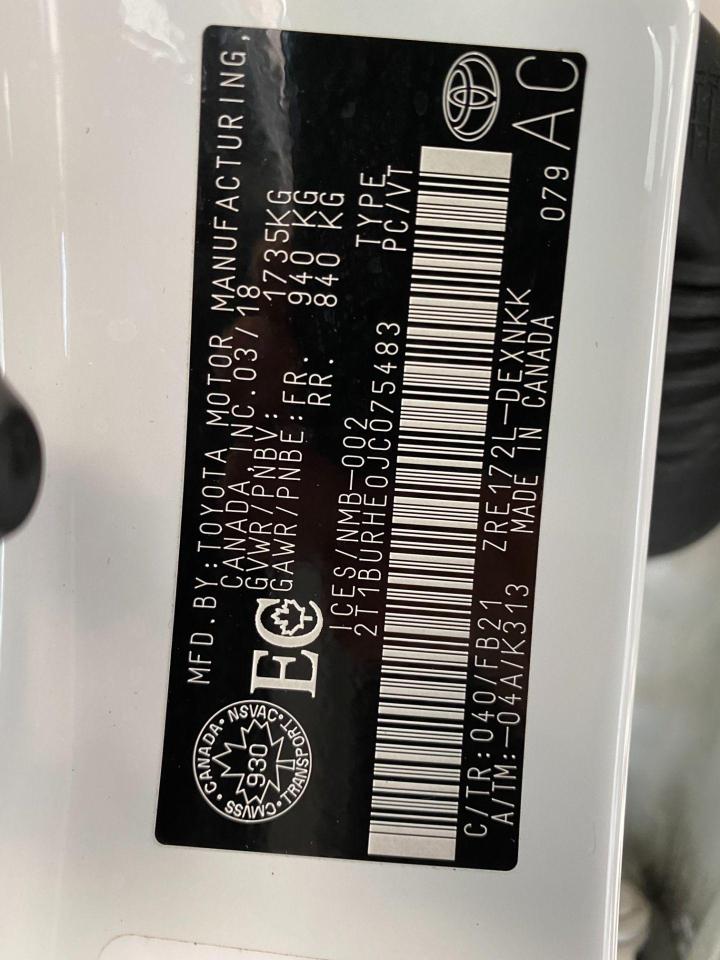 MFD.BY:TOYOTA MOTOR MANUFACTURING,
CANADA,INC.03/18
GVWR/PNBV: 1735KG
GAWR/PNBE:FR. 940 KG
RR. 840 KG
CANADA • NSVAC • TRANSPORT • CMVSS •
930
EC
ICES/NMB-002 TYPE
2T1BURHE0JC075483 PC/VT
C/TR:040/FB21 ZRE172L-DEXNKK 079
A/TM:-04A/K313 MADE IN CANADA AC